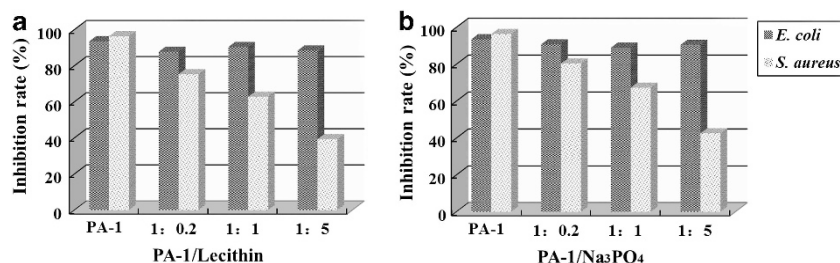 a
Inhibition rate (%)
100
80
60
40
20
0
PA-1
1： 0.2
1： 1
1： 5
PA-1/Lecithin
b
Inhibition rate (%)
100
80
60
40
20
0
PA-1
1： 0.2
1： 1
1： 5
PA-1/Na₃PO₄
E. coli
S. aureus